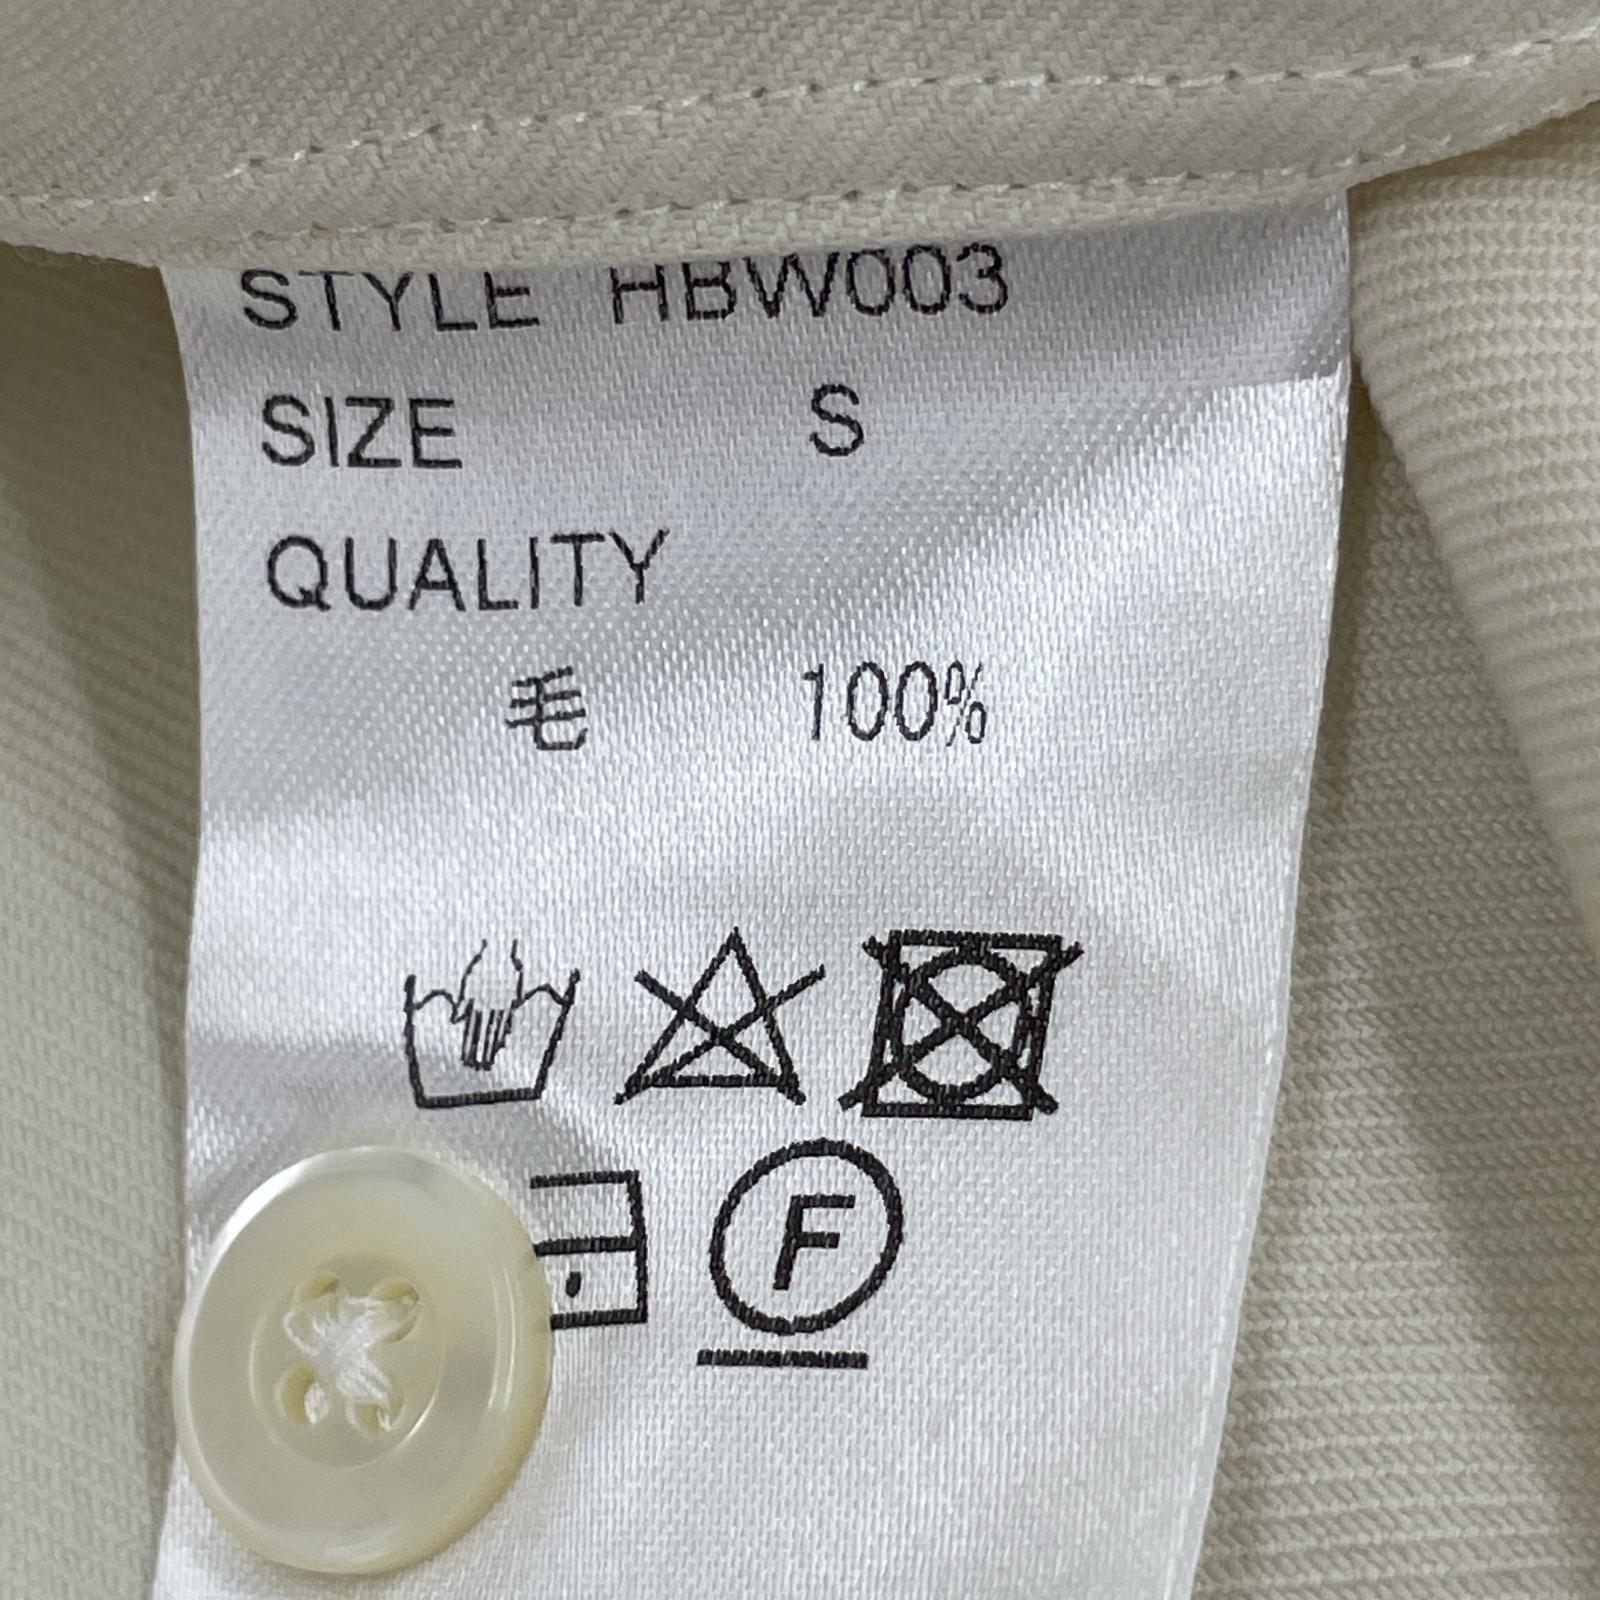 STYLE HBW003
SIZE S
QUALITY
毛 100%
F